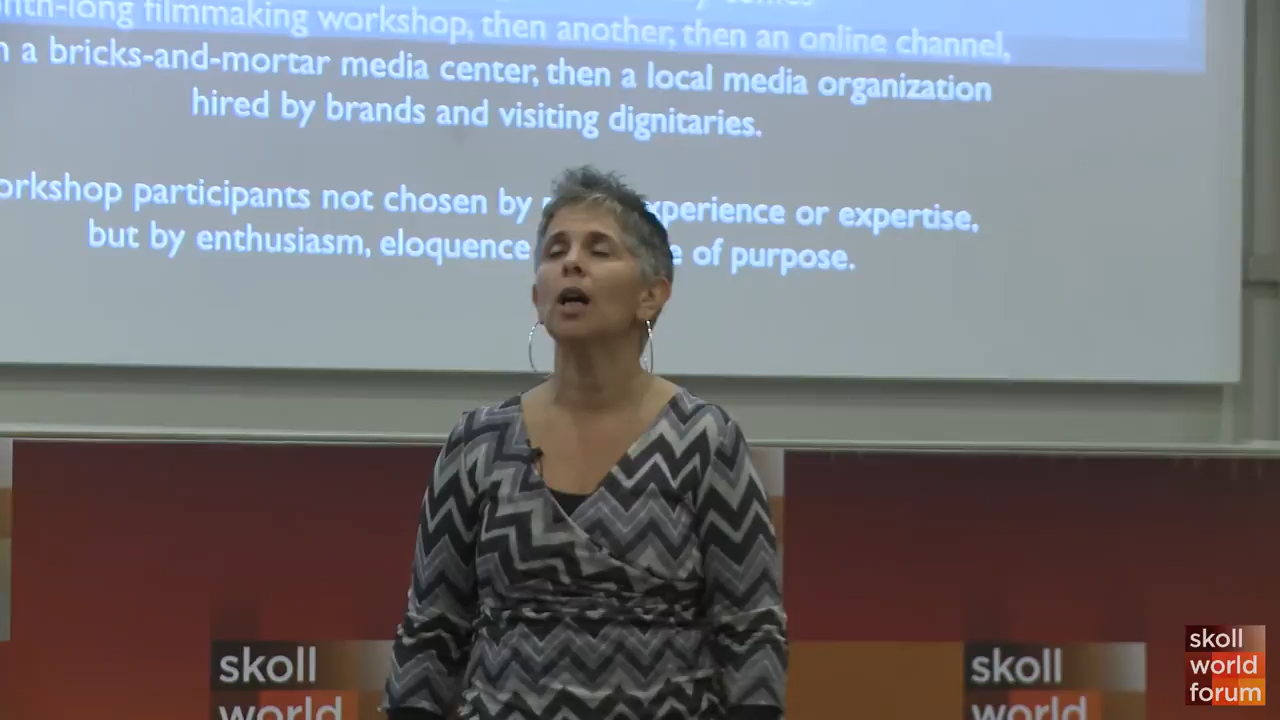 filmmaking workshop, then another, then an online channel,
a bricks-and-mortar media center, then a local media organization
hired by brands and visiting dignitaries.
participants not chosen by
or expertise,
but by enthusiasm, eloquence
of purpose.
skoll
world
skoll
world
skoll
world
forum